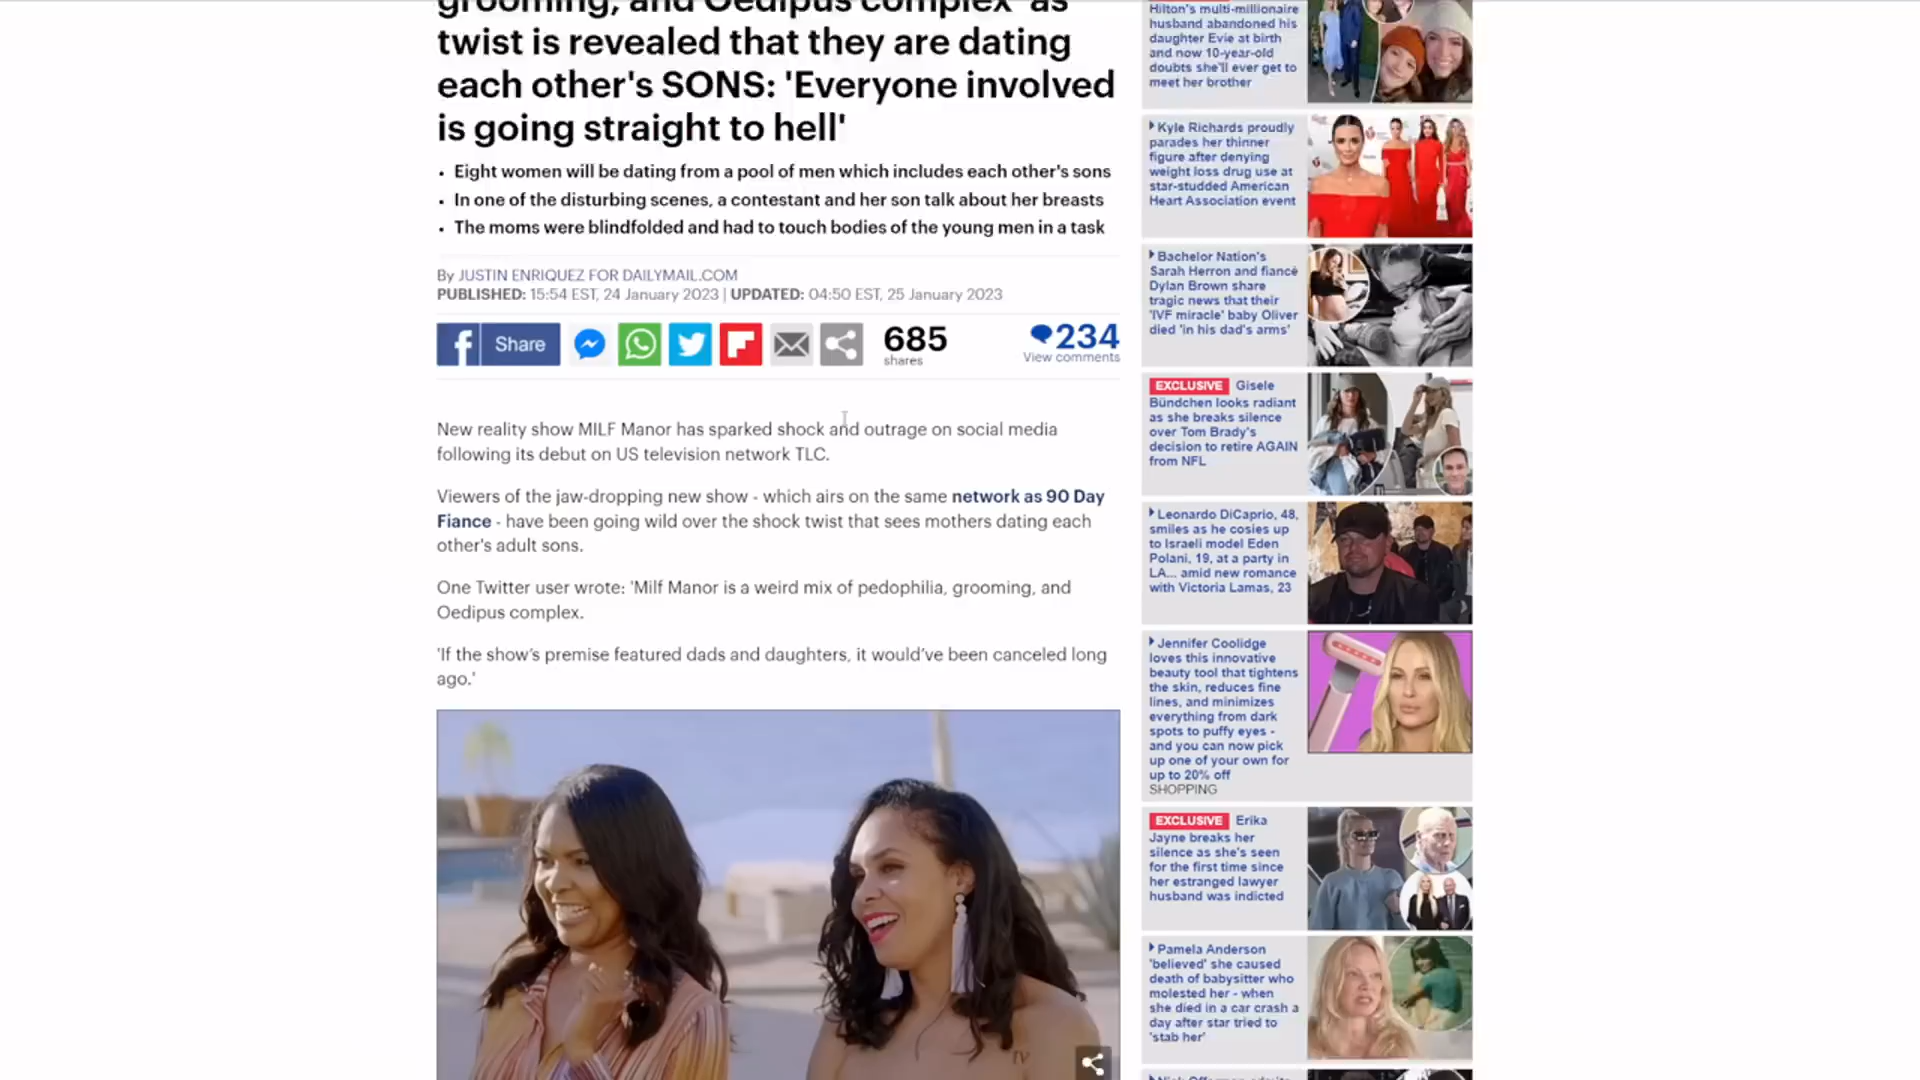 grooming, and Oedipus complex' as
twist is revealed that they are dating
each other's SONS: 'Everyone involved
is going straight to hell'
• Eight women will be dating from a pool of men which includes each other's sons
• In one of the disturbing scenes, a contestant and her son talk about her breasts
• The moms were blindfolded and had to touch bodies of the young men in a task
By JUSTIN ENRIQUEZ FOR DAILYMAIL.COM
PUBLISHED: 15:54 EST, 24 January 2023 | UPDATED: 04:50 EST, 25 January 2023
Share
685
shares
234
View comments
New reality show MILF Manor has sparked shock and outrage on social media
following its debut on US television network TLC.
Viewers of the jaw-dropping new show - which airs on the same network as 90 Day
Fiance - have been going wild over the shock twist that sees mothers dating each
other's adult sons.
One Twitter user wrote: 'Milf Manor is a weird mix of pedophilia, grooming, and
Oedipus complex.
'If the show's premise featured dads and daughters, it would've been canceled long
ago.'
IV
Hilton's multi-millionaire
husband abandoned his
daughter Evie at birth
and now 10-year-old
doubts she'll ever get to
meet her brother
Kyle Richards proudly
parades her thinner
figure after denying
weight loss drug use at
star-studded American
Heart Association event
Bachelor Nation's
Sarah Herron and fiancé
Dylan Brown share
tragic news that their
'IVF miracle' baby Oliver
died 'in his dad's arms'
EXCLUSIVE Gisele
Bündchen looks radiant
as she breaks silence
over Tom Brady's
decision to retire AGAIN
from NFL
Leonardo DiCaprio, 48,
smiles as he cosies up
to Israeli model Eden
Polani, 19, at a party in
LA... amid new romance
with Victoria Lamas, 23
Jennifer Coolidge
loves this innovative
beauty tool that tightens
the skin, reduces fine
lines, and minimizes
everything from dark
spots to puffy eyes -
and you can now pick
up one of your own for
up to 20% off
SHOPPING
EXCLUSIVE Erika
Jayne breaks her
silence as she's seen
for the first time since
her estranged lawyer
husband was indicted
Pamela Anderson
'believed' she caused
death of babysitter who
molested her - when
she died in a car crash a
day after star tried to
'stab her'